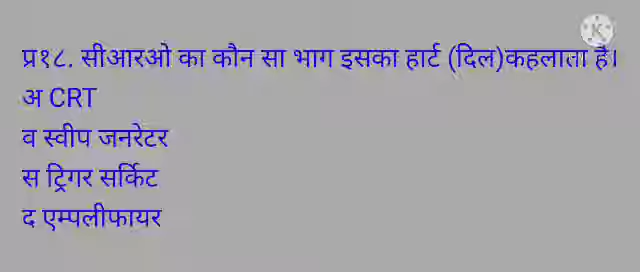 प्र१८. सीआरओ का कौन सा भाग इसका हार्ट (दिल)कहलाता है।
अ CRT
व स्वीप जनरेटर
स ट्रिगर सर्किट
द एम्पलीफायर